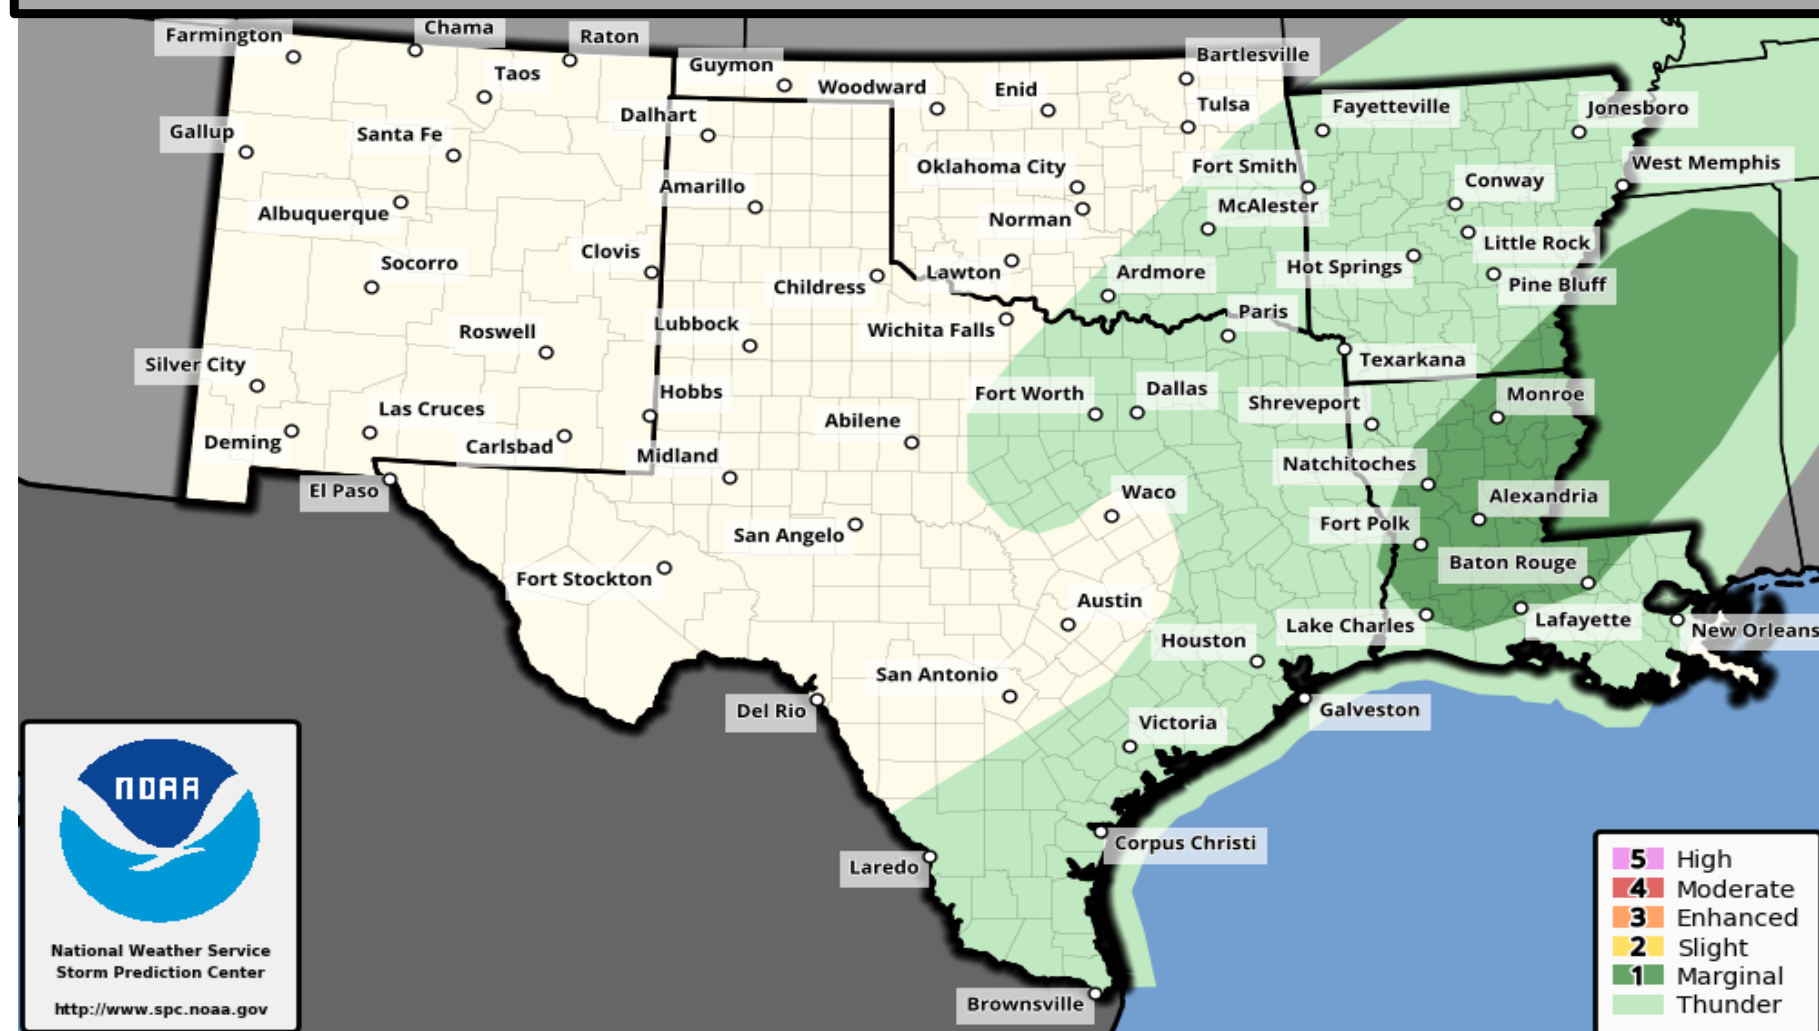 Farmington
Chama
Raton
Taos
Guymon
Woodward
Enid
Bartlesville
Tulsa
Dalhart
Fayetteville
Jonesboro
Gallup
Santa Fe
Oklahoma City
Fort Smith
Conway
West Memphis
Amarillo
Albuquerque
Norman
McAlester
Little Rock
Socorro
Clovis
Childress
Lawton
Ardmore
Hot Springs
Pine Bluff
Roswell
Lubbock
Wichita Falls
Paris
Silver City
Texarkana
Hobbs
Las Cruces
Fort Worth
Dallas
Shreveport
Monroe
Deming
Carlsbad
Abilene
Midland
Natchitoches
El Paso
Waco
Alexandria
San Angelo
Fort Polk
Fort Stockton
Baton Rouge
Austin
Lake Charles
Lafayette
New Orleans
Houston
San Antonio
Del Rio
Galveston
Victoria
Corpus Christi
Laredo
Brownsville
NOAA
National Weather Service
Storm Prediction Center
http://www.spc.noaa.gov
5 High
4 Moderate
3 Enhanced
2 Slight
1 Marginal
Thunder